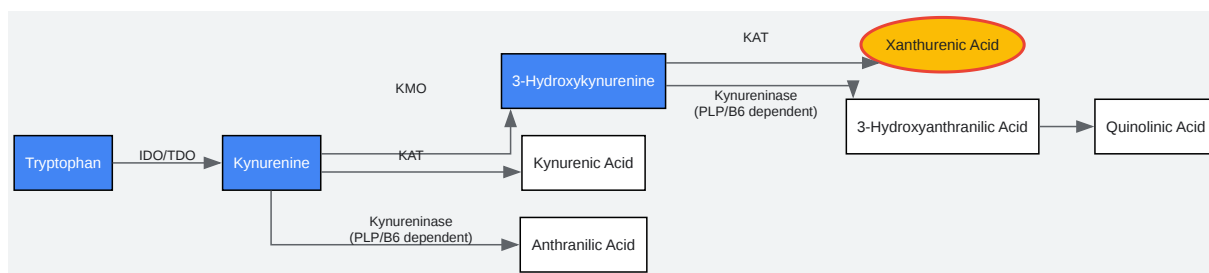 KAT
Xanthurenic Acid
3-Hydroxykynurenine
KMO
Kynureninase
(PLP/B6 dependent)
3-Hydroxyanthranilic Acid
Quinolinic Acid
Tryptophan
IDO/TDO
Kynurenine
KAT
Kynurenic Acid
Kynureninase
(PLP/B6 dependent)
Anthranilic Acid